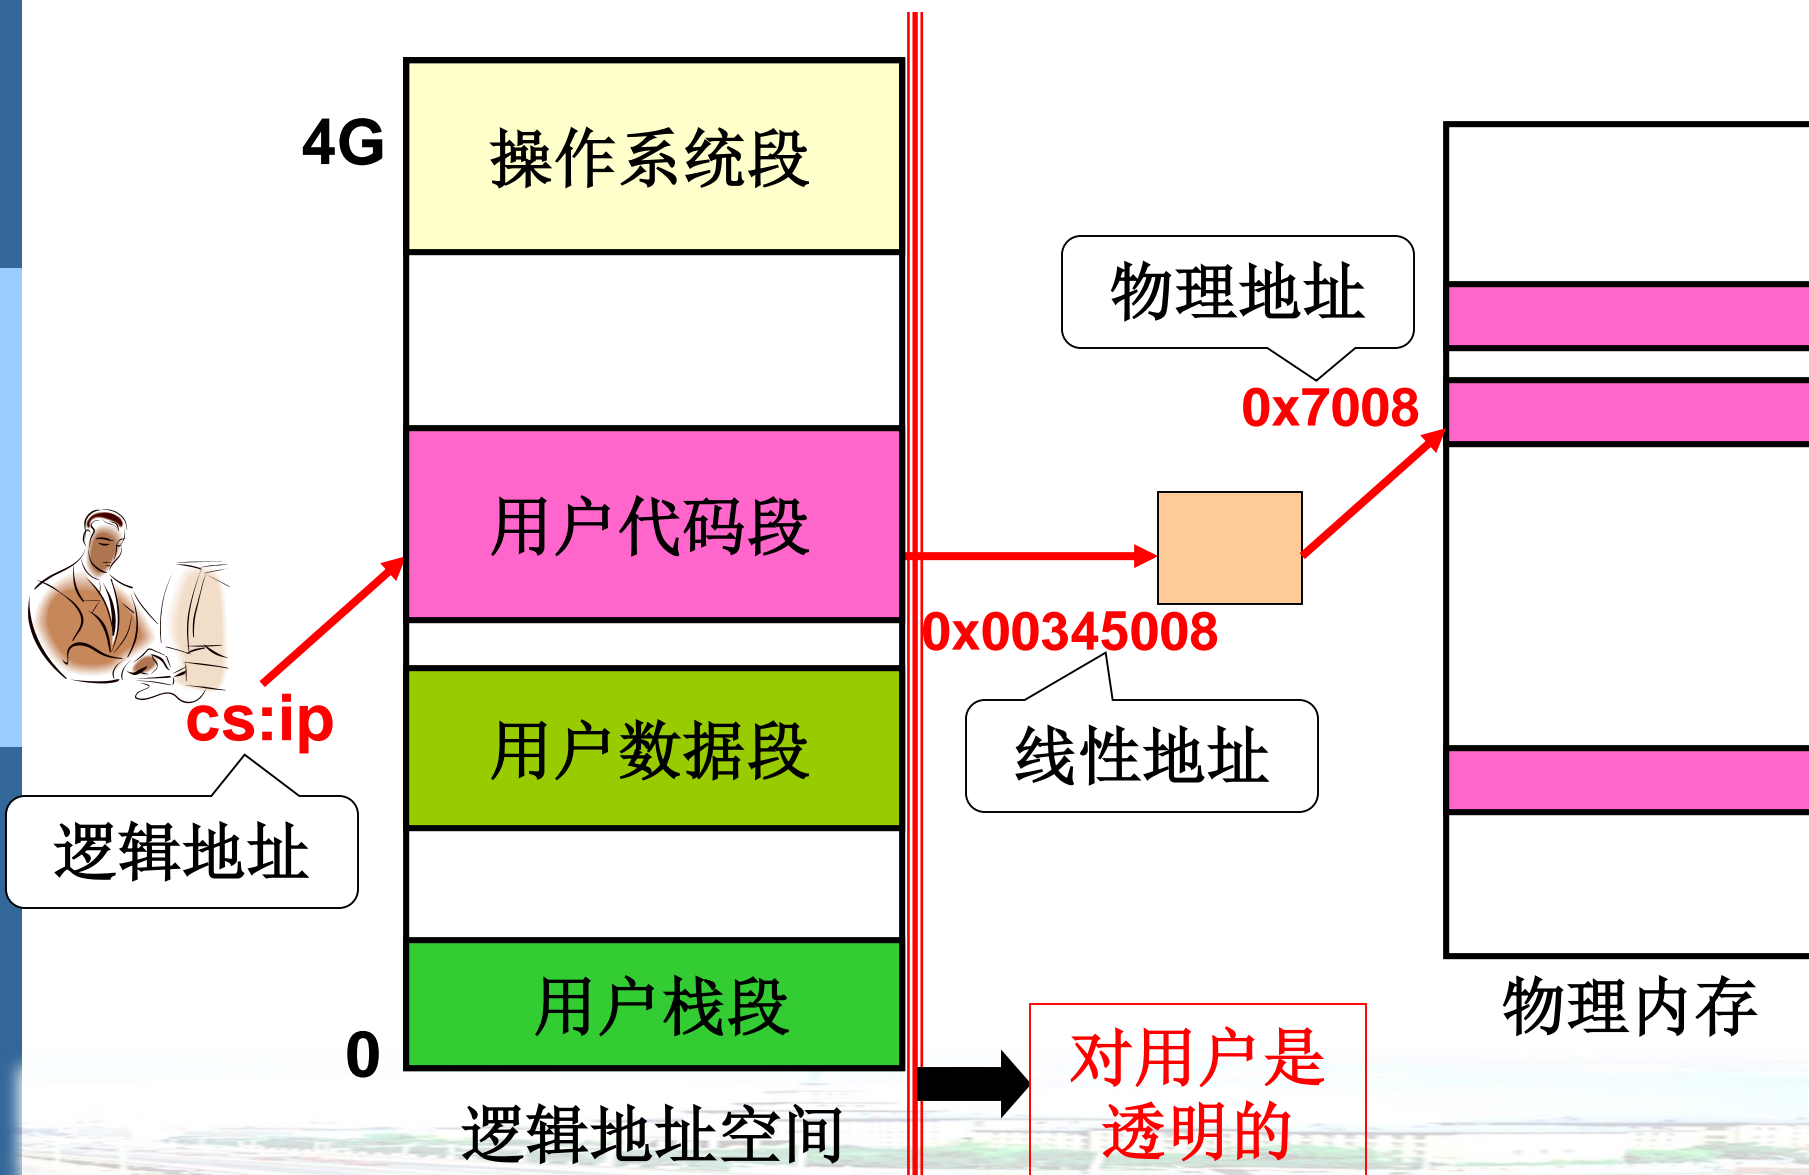 4G
操作系统段
物理地址
0x7008
用户代码段
0x00345008
cs:ip
用户数据段
线性地址
逻辑地址
用户栈段
物理内存
0
对用户是
透明的
逻辑地址空间